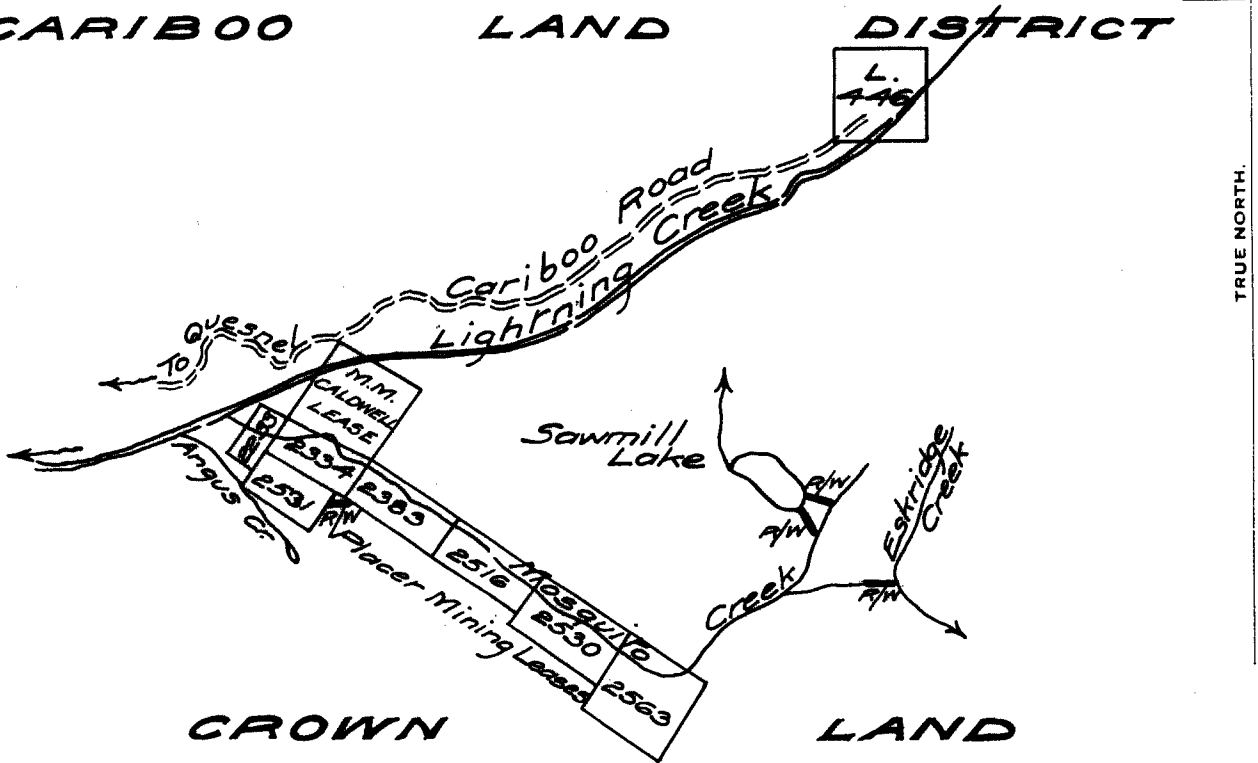 CARIBOO LAND DISTRICT
L.
446
TRUE NORTH.
Cariboo Road
Lightning Creek
To Quesnel
M.M.
CALDWELL
LEASE
2334
2531
R/W
2383
2516
2530
2563
Angus Cr.
Placer Mining Leases
Mosquito Creek
Sawmill
Lake
R/W
R/W
Eskridge
Creek
R/W
CROWN LAND